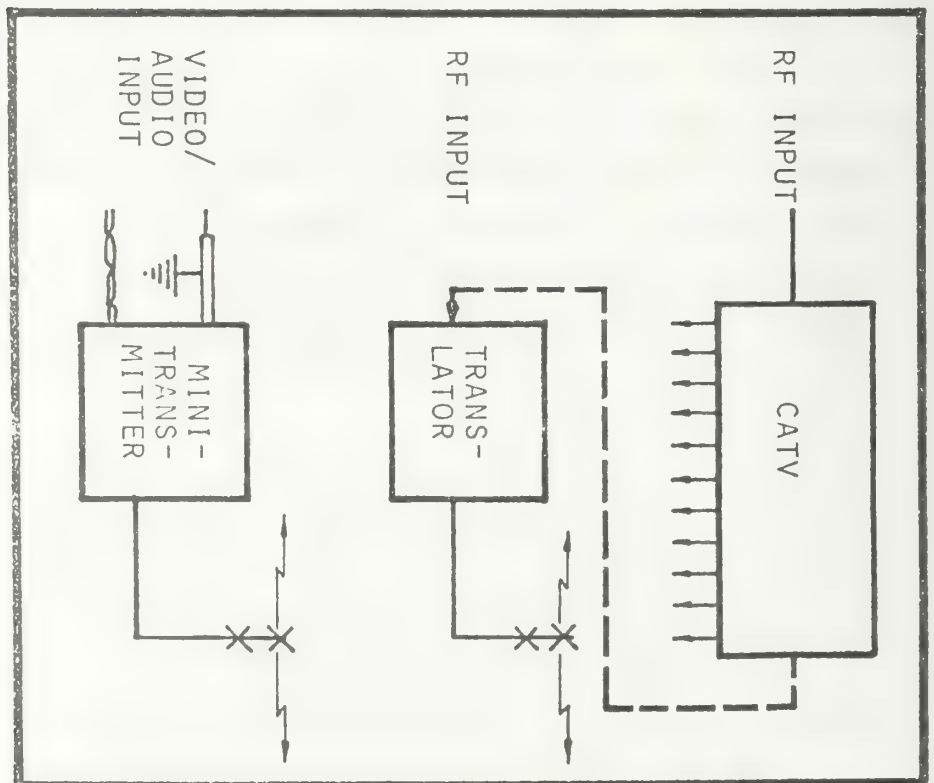 RF INPUT
CATV
RF INPUT
TRANS-
LATOR
VIDEO/
AUDIO
INPUT
MINI-
TRANS-
MITTER